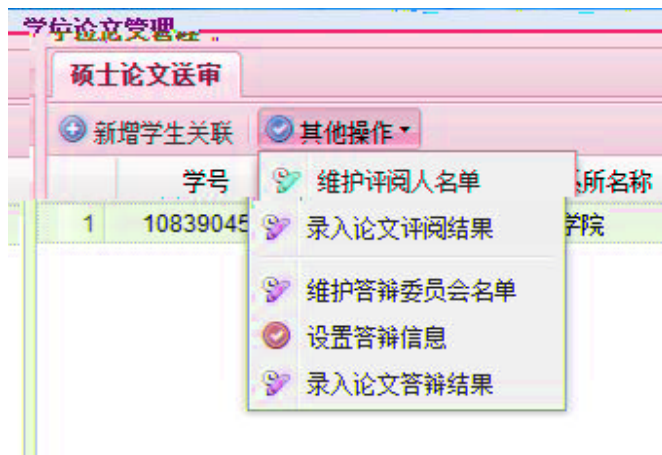 学位论文管理
硕士论文送审
新增学生关联 其他操作
学号 所名称
1 10839045 学院
维护评阅人名单
录入论文评阅结果
维护答辩委员会名单
设置答辩信息
录入论文答辩结果